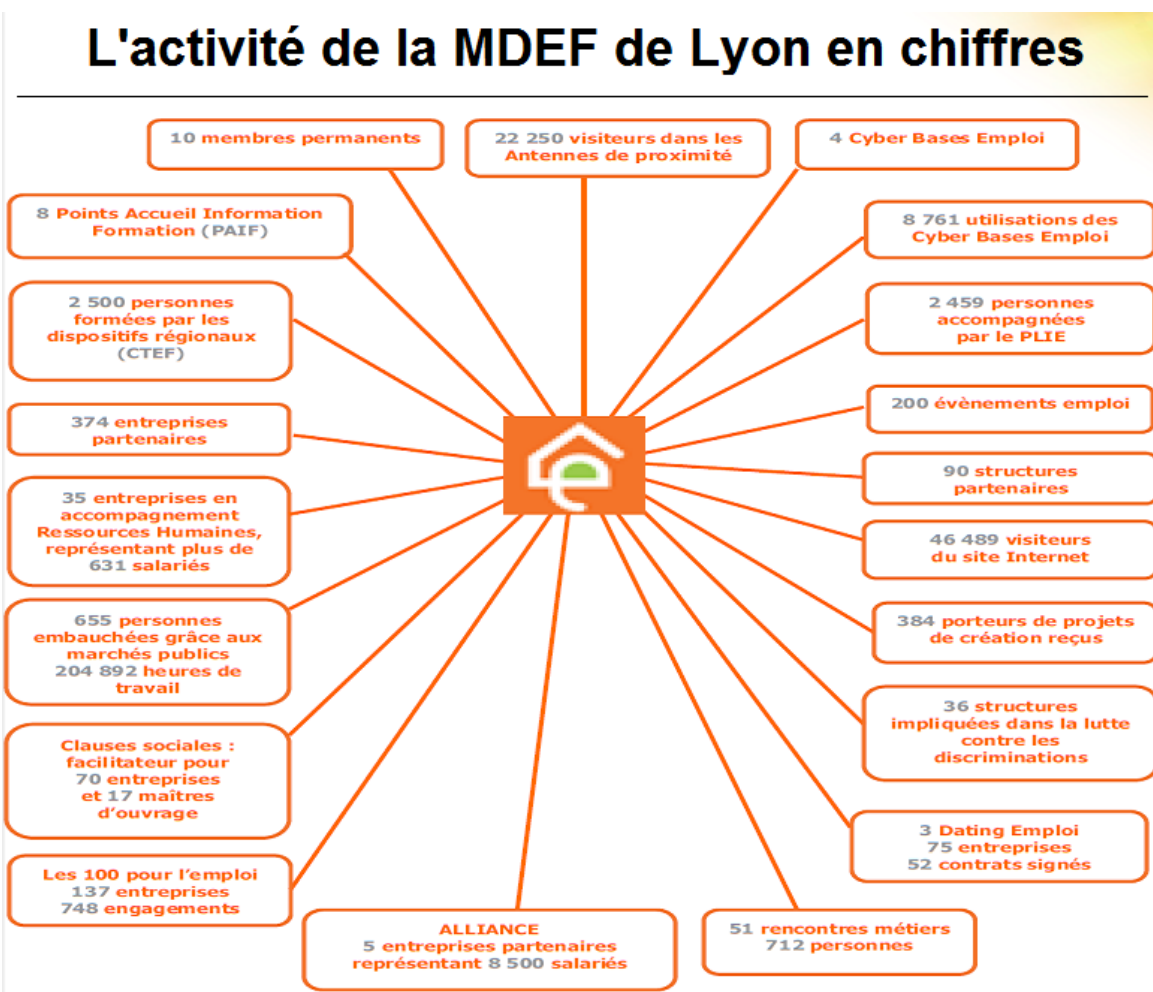 L'activité de la MDEF de Lyon en chiffres
10 membres permanents
22 250 visiteurs dans les
Antennes de proximité
4 Cyber Bases Emploi
8 Points Accueil Information
Formation (PAIF)
8 761 utilisations des
Cyber Bases Emploi
2 500 personnes
formées par les
dispositifs régionaux
(CTEF)
2 459 personnes
accompagnées
par le PLIE
374 entreprises
partenaires
200 évènements emploi
35 entreprises en
accompagnement
Ressources Humaines,
représentant plus de
631 salariés
90 structures
partenaires
46 489 visiteurs
du site Internet
655 personnes
embauchées grâce aux
marchés publics
204 892 heures de
travail
384 porteurs de projets
de création reçus
Clauses sociales :
facilitateur pour
70 entreprises
et 17 maîtres
d'ouvrage
36 structures
impliquées dans la lutte
contre les
discriminations
Les 100 pour l'emploi
137 entreprises
748 engagements
3 Dating Emploi
75 entreprises
52 contrats signés
ALLIANCE
5 entreprises partenaires
représentant 8 500 salariés
51 rencontres métiers
712 personnes